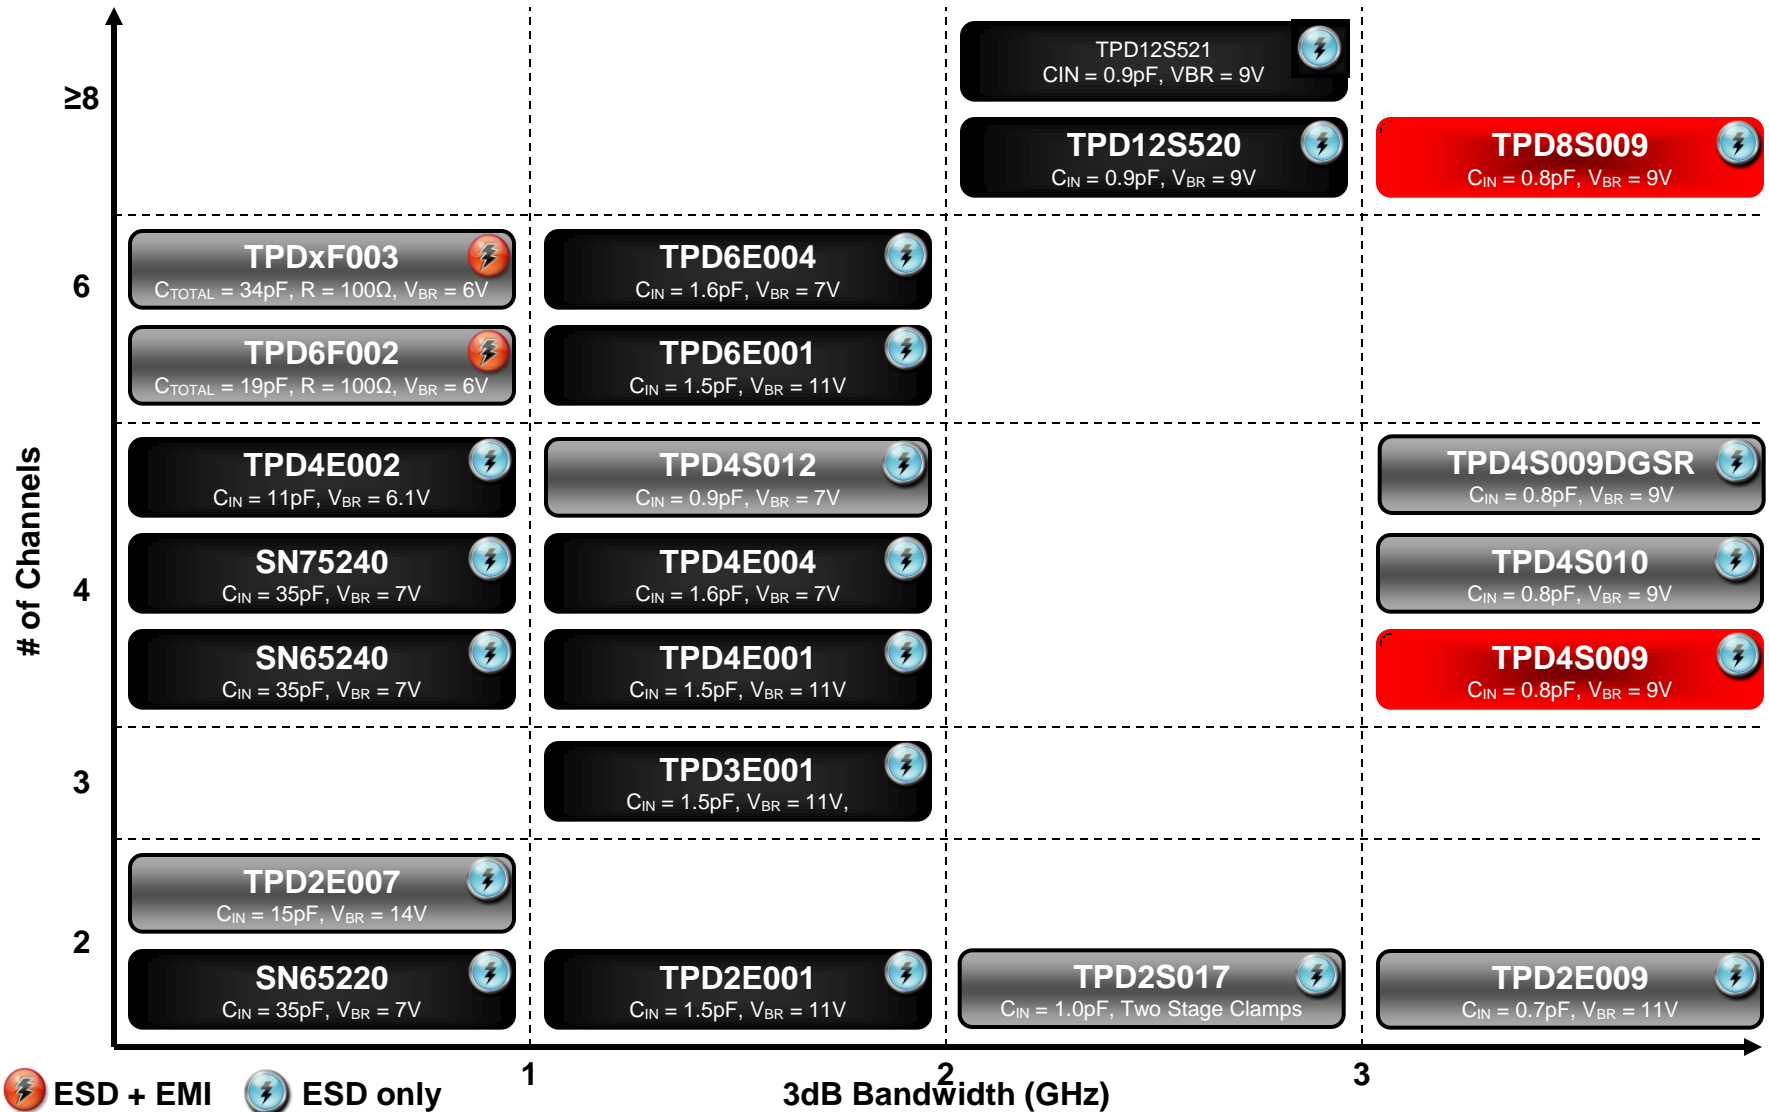 ≥8
TPD12S521
CIN = 0.9pF, VBR = 9V
TPD12S520
CIN = 0.9pF, VBR = 9V
TPD8S009
CIN = 0.8pF, VBR = 9V
6
TPDxF003
CTOTAL = 34pF, R = 100Ω, VBR = 6V
TPD6E004
CIN = 1.6pF, VBR = 7V
TPD6F002
CTOTAL = 19pF, R = 100Ω, VBR = 6V
TPD6E001
CIN = 1.5pF, VBR = 11V
# of Channels
4
TPD4E002
CIN = 11pF, VBR = 6.1V
TPD4S012
CIN = 0.9pF, VBR = 7V
TPD4S009DGSR
CIN = 0.8pF, VBR = 9V
SN75240
CIN = 35pF, VBR = 7V
TPD4E004
CIN = 1.6pF, VBR = 7V
TPD4S010
CIN = 0.8pF, VBR = 9V
SN65240
CIN = 35pF, VBR = 7V
TPD4E001
CIN = 1.5pF, VBR = 11V
TPD4S009
CIN = 0.8pF, VBR = 9V
3
TPD3E001
CIN = 1.5pF, VBR = 11V,
2
TPD2E007
CIN = 15pF, VBR = 14V
SN65220
CIN = 35pF, VBR = 7V
TPD2E001
CIN = 1.5pF, VBR = 11V
TPD2S017
CIN = 1.0pF, Two Stage Clamps
TPD2E009
CIN = 0.7pF, VBR = 11V
1
2
3
ESD + EMI
ESD only
3dB Bandwidth (GHz)